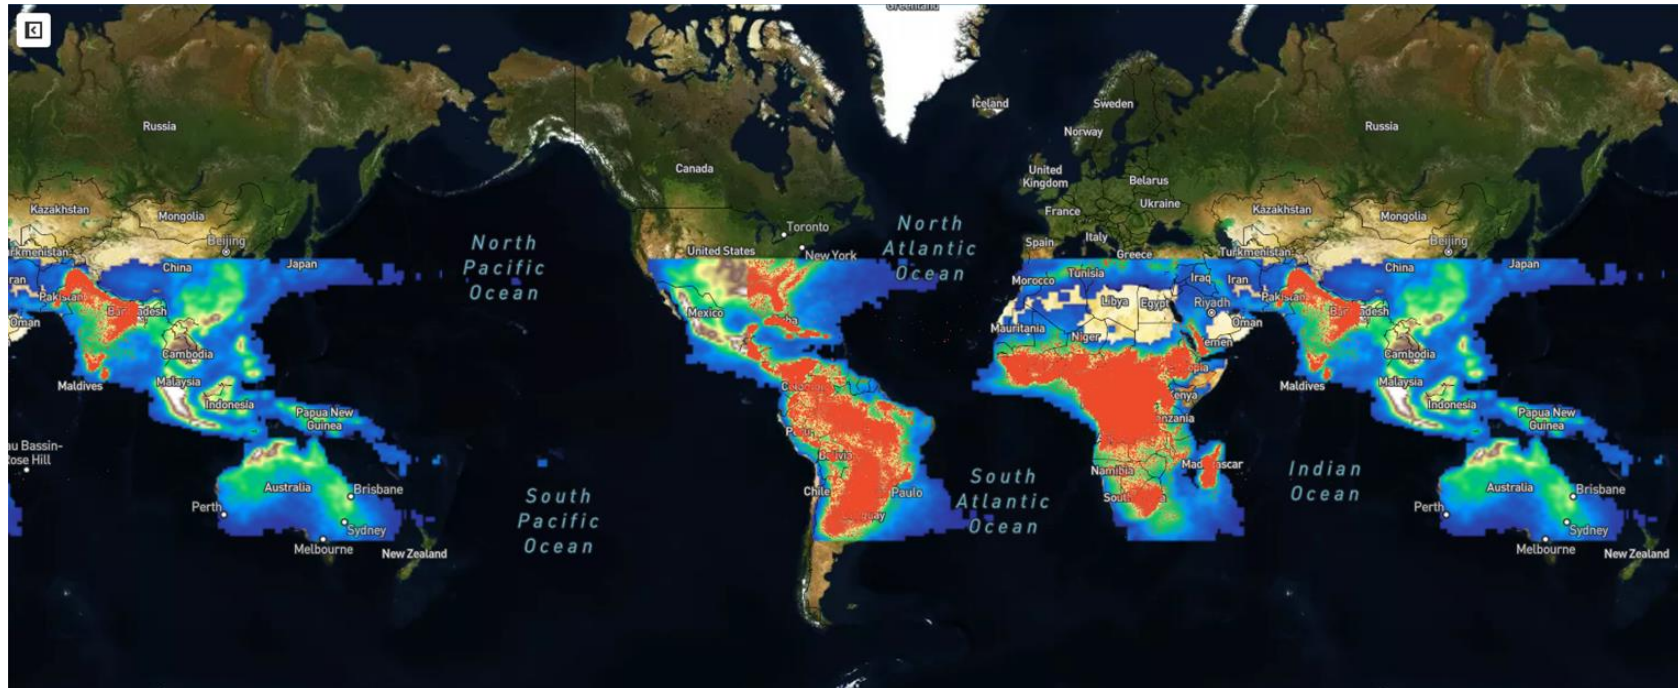 Greenland
Iceland
Sweden
Russia
Norway
Russia
Canada
United
Kingdom
Belarus
Ukraine
Kazakhstan
Mongolia
France
Kazakhstan
Mongolia
Toronto
North
Atlantic
Ocean
Beijing
North
Pacific
Ocean
United States
New York
Spain
Italy
Greece
Turkmenistan
Beijing
China
Japan
Morocco
Tunisia
Iraq
Iran
China
Japan
Pakistan
Mexico
Libya
Egypt
Riyadh
Pakistan
Oman
Mauritania
Niger
Oman
Cambodia
Cambodia
Maldives
Malaysia
Maldives
Malaysia
Indonesia
Indonesia
Papua New
Guinea
Papua New
Guinea
au Bassin-
Rose Hill
Bolivia
Namibia
Indian
Ocean
Australia
Brisbane
South
Pacific
Ocean
Chile
Paulo
South
Atlantic
Ocean
Australia
Brisbane
Perth
Sydney
Perth
Sydney
Melbourne
New Zealand
Melbourne
New Zealand